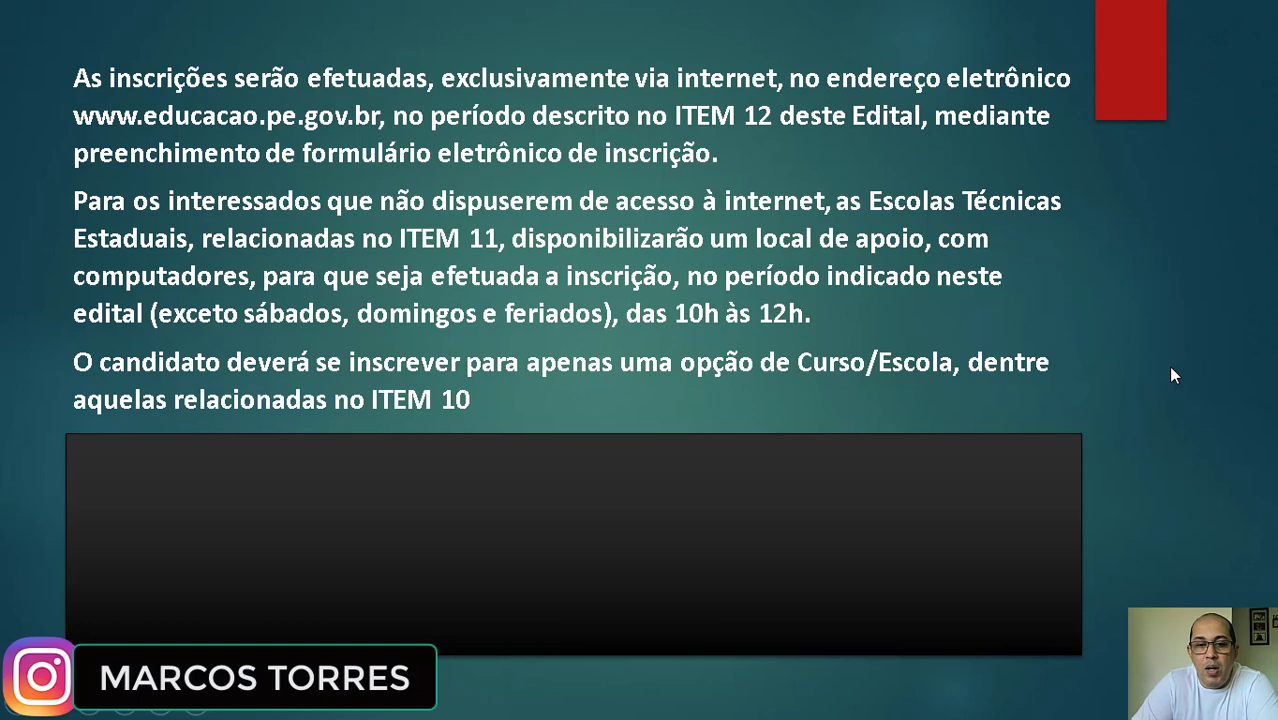 As inscrições serão efetuadas, exclusivamente via internet, no endereço eletrônico
www.educacao.pe.gov.br, no período descrito no ITEM 12 deste Edital, mediante
preenchimento de formulário eletrônico de inscrição.
Para os interessados que não dispuserem de acesso à internet, as Escolas Técnicas
Estaduais, relacionadas no ITEM 11, disponibilizarão um local de apoio, com
computadores, para que seja efetuada a inscrição, no período indicado neste
edital (exceto sábados, domingos e feriados), das 10h às 12h.
O candidato deverá se inscrever para apenas uma opção de Curso/Escola, dentre
aquelas relacionadas no ITEM 10
MARCOS TORRES